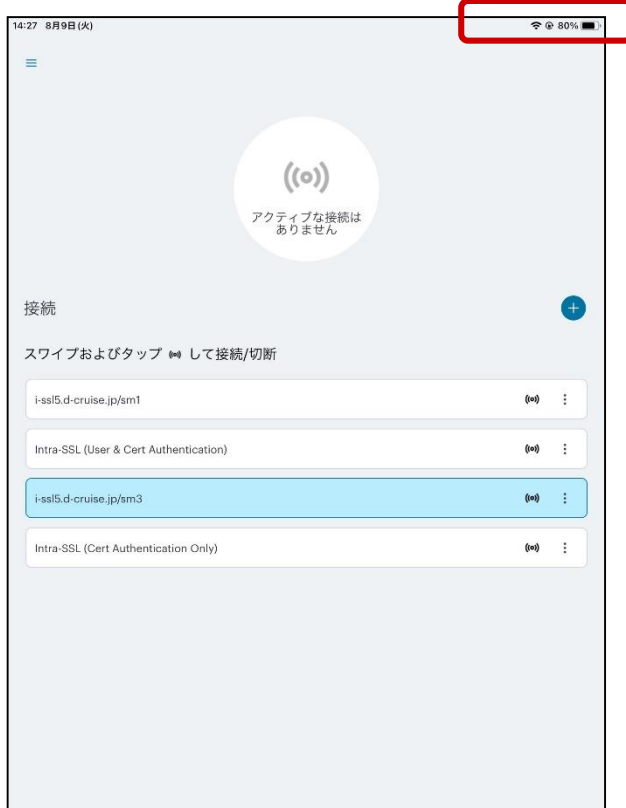 14:27 8月9日(火)
80%
アクティブな接続は
ありません
接続
スワイプおよびタップ して接続/切断
i-ssl5.d-cruise.jp/sm1
Intra-SSL (User & Cert Authentication)
i-ssl5.d-cruise.jp/sm3
Intra-SSL (Cert Authentication Only)